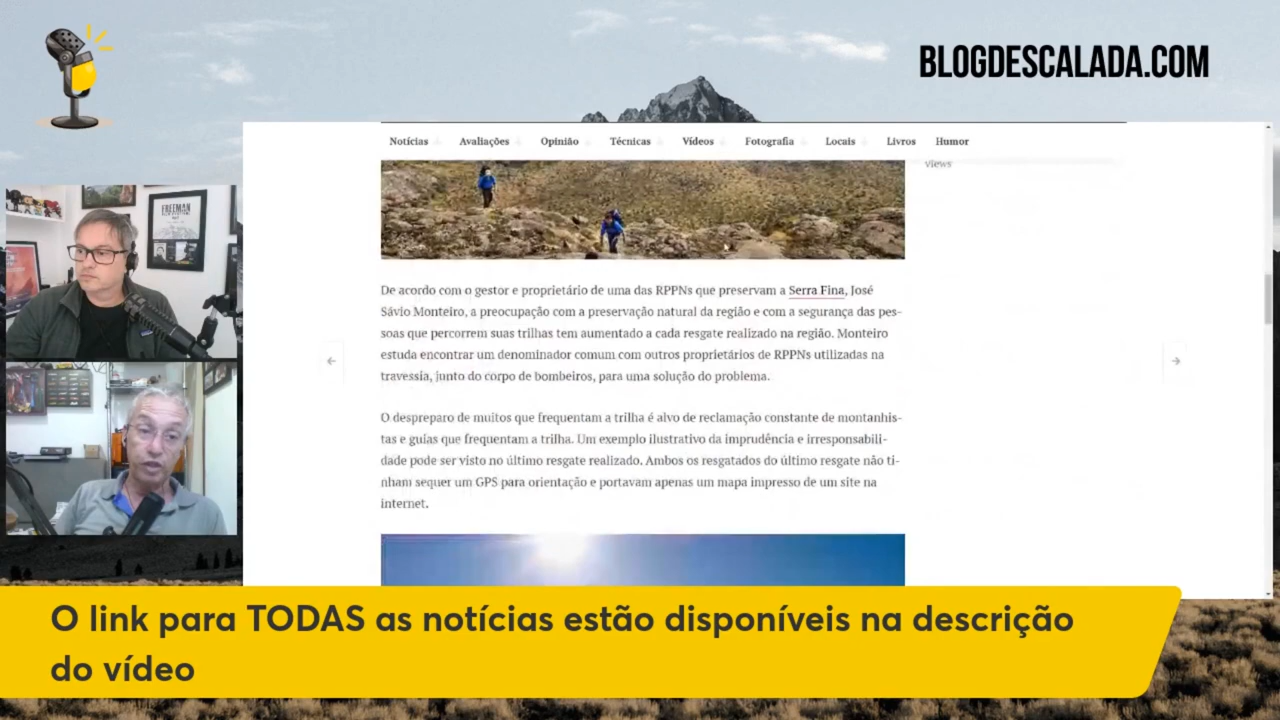 BLOGDESCALADA.COM
Notícias Avaliações Opinião Técnicas Vídeos Fotografia Locais Livros Humor
views
FREEMAN
De acordo com o gestor e proprietário de uma das RPPNs que preservam a Serra Fina, José
Sávio Monteiro, a preocupação com a preservação natural da região e com a segurança das pes-
soas que percorrem suas trilhas tem aumentado a cada resgate realizado na região. Monteiro
estuda encontrar um denominador comum com outros proprietários de RPPNs utilizadas na
travessia, junto do corpo de bombeiros, para uma solução do problema.
O despreparo de muitos que frequentam a trilha é alvo de reclamação constante de montanhis-
tas e guias que frequentam a trilha. Um exemplo ilustrativo da imprudência e irresponsabili-
dade pode ser visto no último resgate realizado. Ambos os resgatados do último resgate não ti-
nham sequer um GPS para orientação e portavam apenas um mapa impresso de um site na
internet.
O link para TODAS as notícias estão disponíveis na descrição
do vídeo